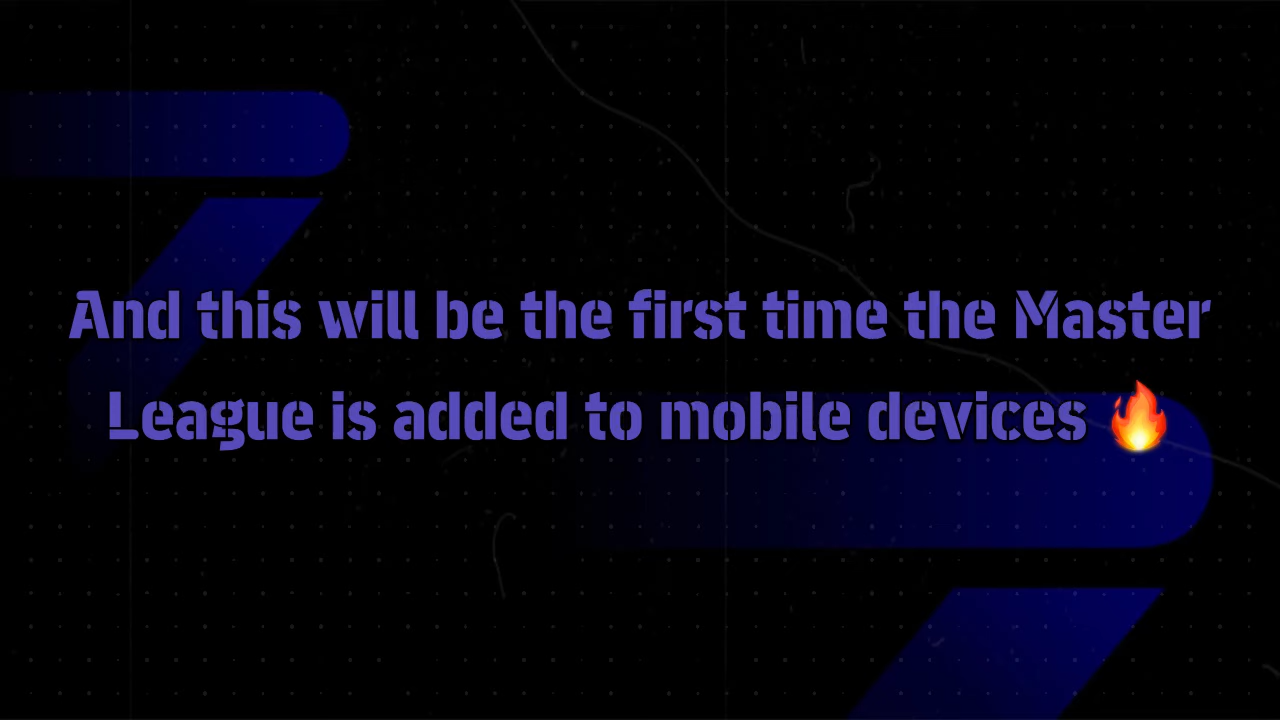 And this will be the first time the Master
League is added to mobile devices 🔥